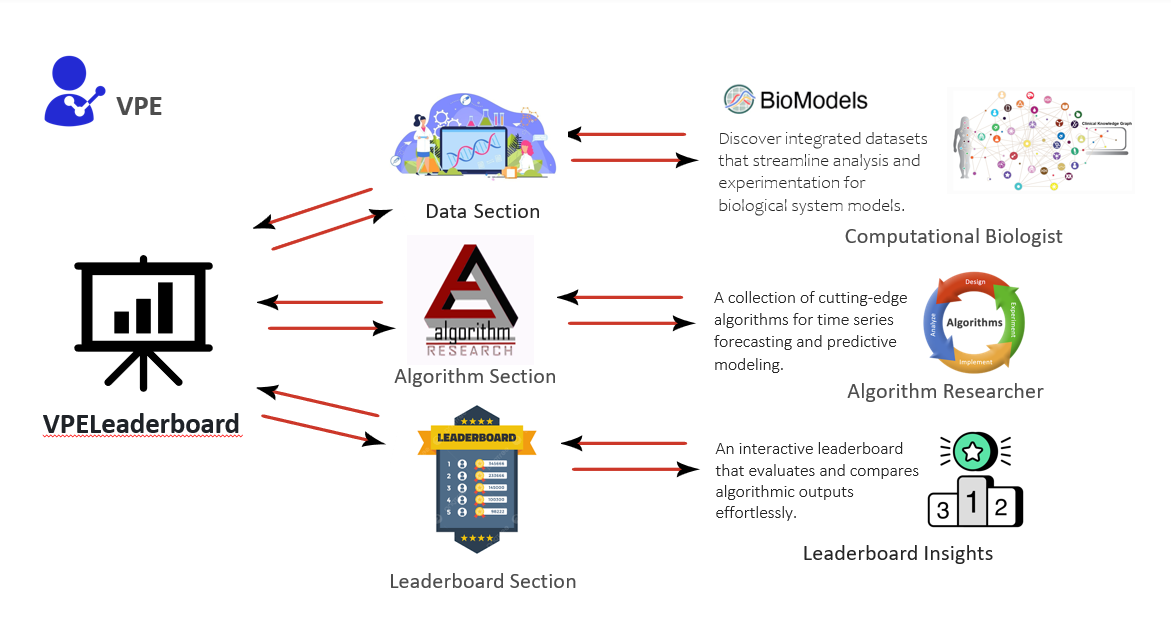 VPE
BioModels
Discover integrated datasets
that streamline analysis and
experimentation for
biological system models.
Clinical Knowledge Graph
Data Section
Computational Biologist
algorithm
RESEARCH
Algorithm Section
A collection of cutting-edge
algorithms for time series
forecasting and predictive
modeling.
Design
Experiment
Implement
Analyze
Algorithms
Algorithm Researcher
VPELeaderboard
LEADERBOARD
1
2
3
4
5 98222
Leaderboard Section
An interactive leaderboard
that evaluates and compares
algorithmic outputs
effortlessly.
3 1 2
Leaderboard Insights